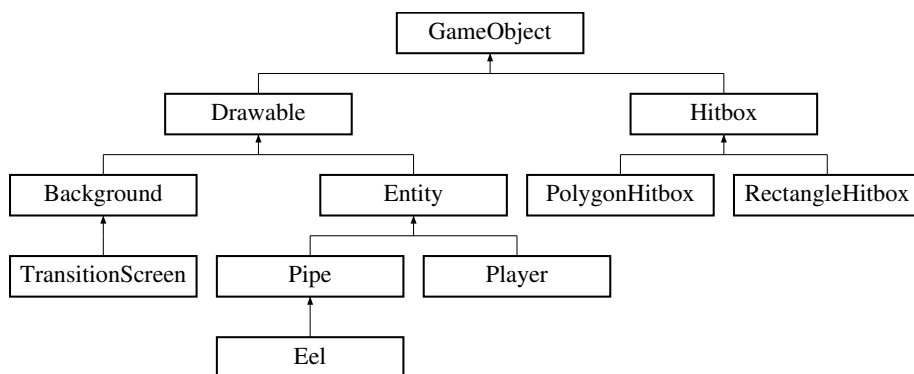 GameObject
Drawable
Hitbox
Background
Entity
PolygonHitbox
RectangleHitbox
TransitionScreen
Pipe
Player
Eel